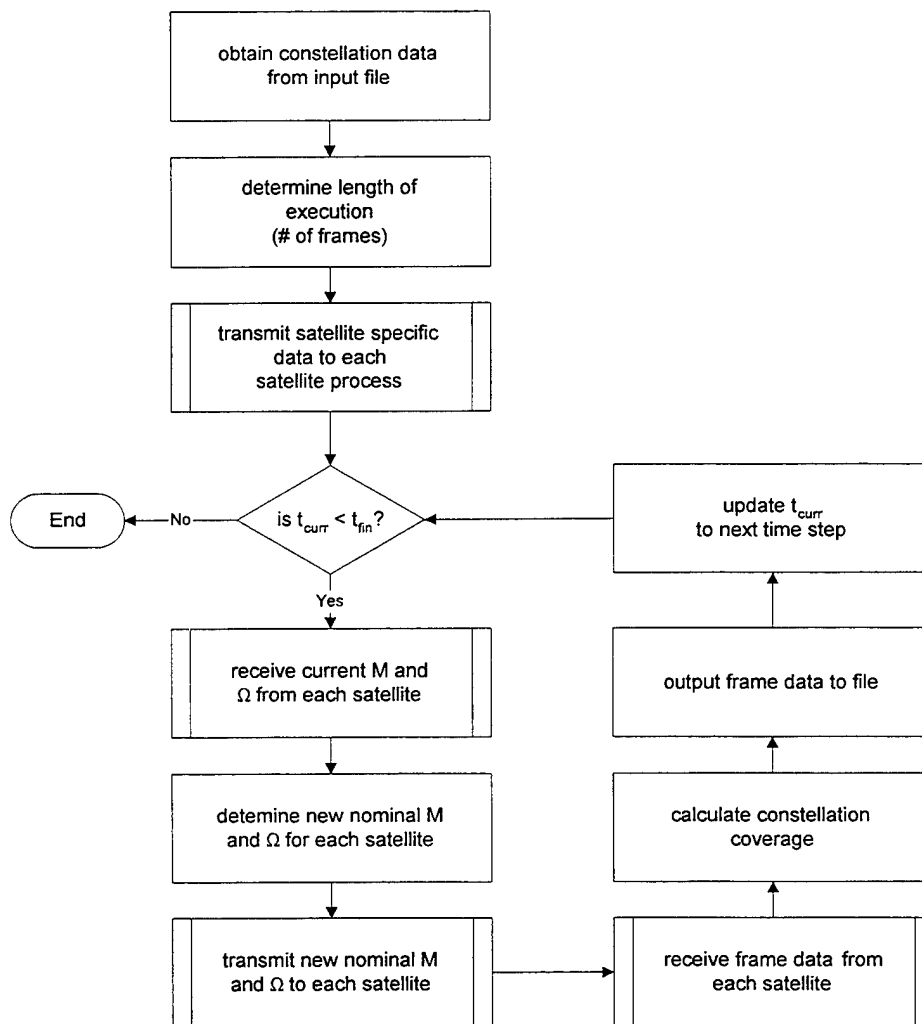 obtain constellation data
from input file
determine length of
execution
(# of frames)
transmit satellite specific
data to each
satellite process
is t_curr < t_fin?
No
End
Yes
receive current M and
Ω from each satellite
detemine new nominal M
and Ω for each satellite
transmit new nominal M
and Ω to each satellite
receive frame data from
each satellite
calculate constellation
coverage
output frame data to file
update t_curr
to next time step